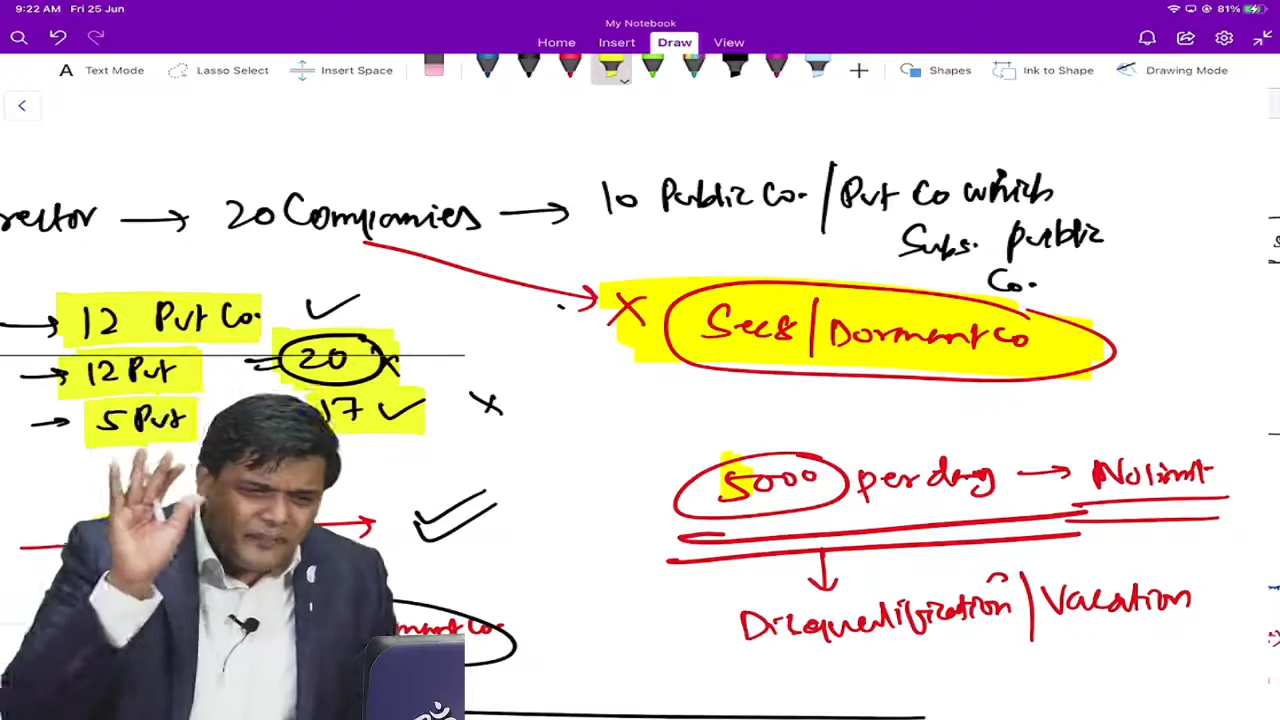 9:22 AM Fri 25 Jun
81%
My Notebook
Home Insert Draw View
A Text Mode Lasso Select Insert Space Shapes Ink to Shape Drawing Mode
rector → 20 Companies → 10 Public Co. / Pvt Co which
Subs. public
Co.
→ 12 Pvt Co. ✓
X Sec 8 / Dormant Co
→ 12 Pvt = 20 X
→ 5 Pvt 17 ✓ X
5000 per day → No limit
Disqualification / Vacation
mant Co.